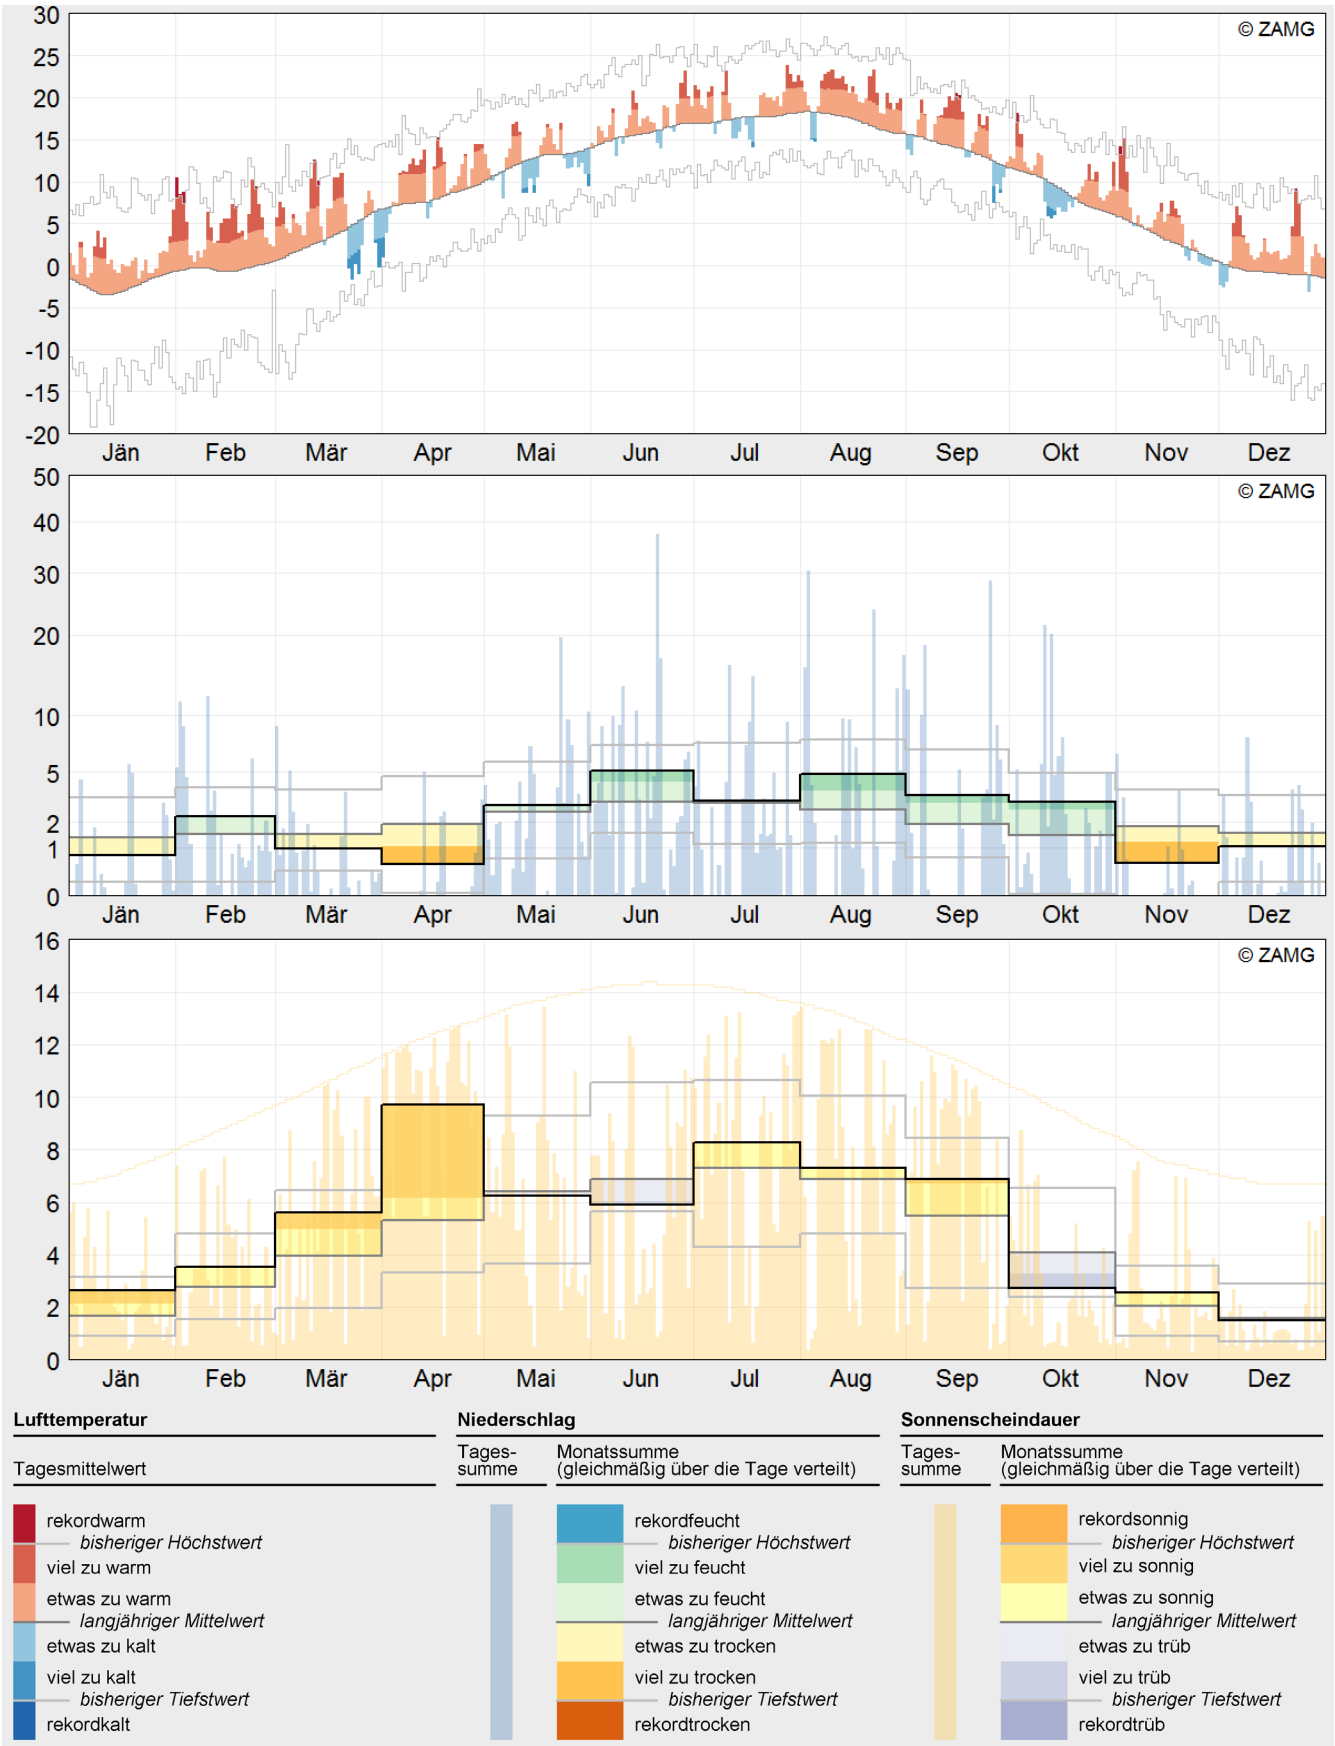 30
© ZAMG
25
20
15
10
5
0
-5
-10
-15
-20
Jän Feb Mär Apr Mai Jun Jul Aug Sep Okt Nov Dez
50
© ZAMG
40
30
20
10
5
2
1
0
Jän Feb Mär Apr Mai Jun Jul Aug Sep Okt Nov Dez
16
© ZAMG
14
12
10
8
6
4
2
0
Jän Feb Mär Apr Mai Jun Jul Aug Sep Okt Nov Dez
Lufttemperatur
Tagesmittelwert
rekordwarm
bisheriger Höchstwert
viel zu warm
etwas zu warm
langjähriger Mittelwert
etwas zu kalt
viel zu kalt
bisheriger Tiefstwert
rekordkalt
Niederschlag
Tages-
summe
Monatssumme
(gleichmäßig über die Tage verteilt)
rekordfeucht
bisheriger Höchstwert
viel zu feucht
etwas zu feucht
langjähriger Mittelwert
etwas zu trocken
viel zu trocken
bisheriger Tiefstwert
rekordtrocken
Sonnenscheindauer
Tages-
summe
Monatssumme
(gleichmäßig über die Tage verteilt)
rekordsonnig
bisheriger Höchstwert
viel zu sonnig
etwas zu sonnig
langjähriger Mittelwert
etwas zu trüb
viel zu trüb
bisheriger Tiefstwert
rekordtrüb